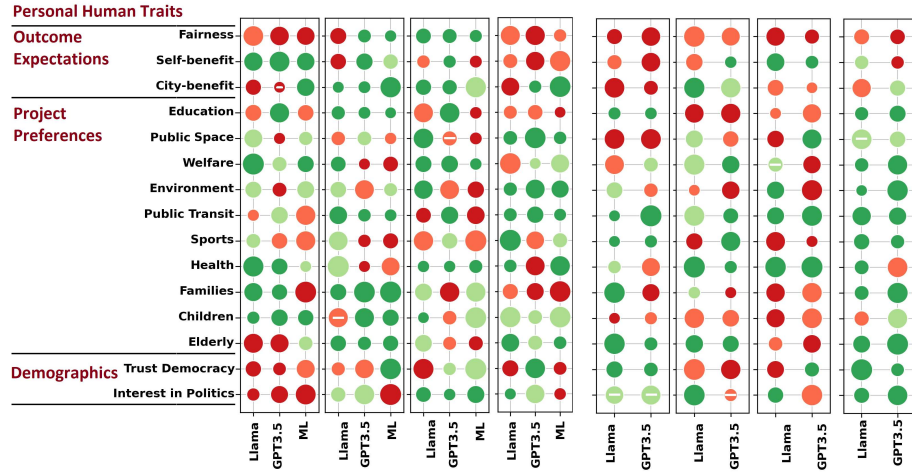 Personal Human Traits
Outcome
Expectations
Fairness
Self-benefit
City-benefit
Project
Preferences
Education
Public Space
Welfare
Environment
Public Transit
Sports
Health
Families
Children
Elderly
Demographics
Trust Democracy
Interest in Politics
Llama
GPT3.5
ML
Llama
GPT3.5
ML
Llama
GPT3.5
ML
Llama
GPT3.5
ML
Llama
GPT3.5
Llama
GPT3.5
Llama
GPT3.5
Llama
GPT3.5